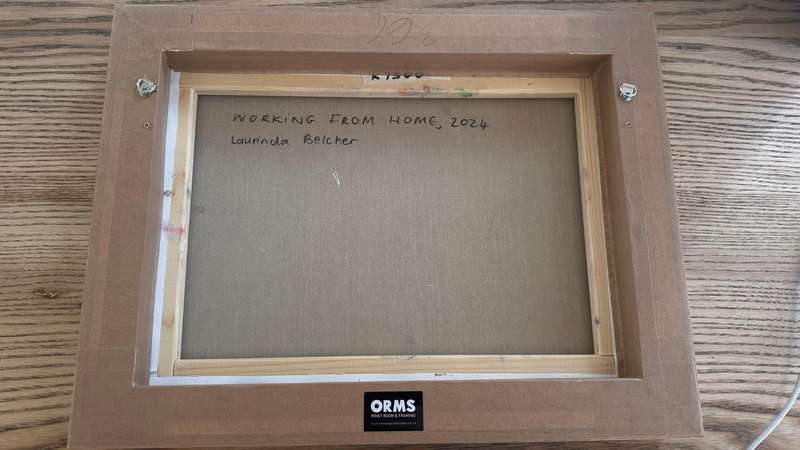 WORKING FROM HOME, 2024
Laurinda Belcher
ORMS
PRINT ROOM & FRAMING